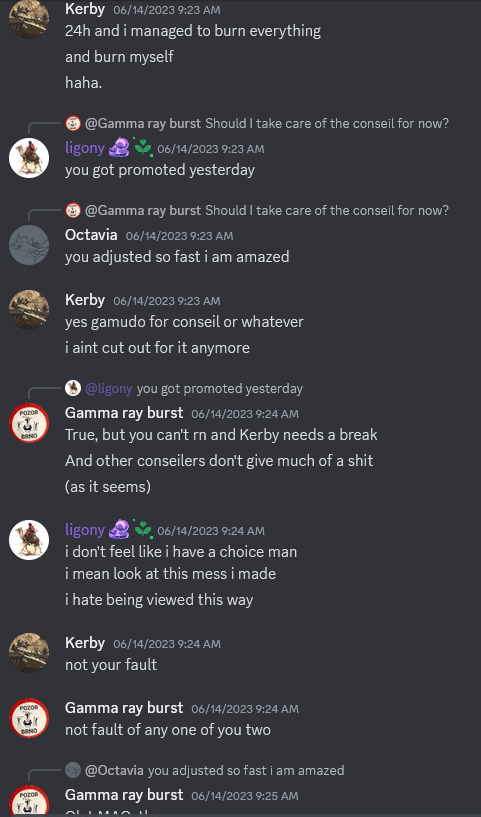 Kerby 06/14/2023 9:23 AM
24h and i managed to burn everything
and burn myself
haha.
@Gamma ray burst Should I take care of the conseil for now?
ligony 06/14/2023 9:23 AM
you got promoted yesterday
@Gamma ray burst Should I take care of the conseil for now?
Octavia 06/14/2023 9:23 AM
you adjusted so fast i am amazed
Kerby 06/14/2023 9:23 AM
yes gamudo for conseil or whatever
i aint cut out for it anymore
@ligony you got promoted yesterday
POZOR
BRNO
Gamma ray burst 06/14/2023 9:24 AM
True, but you can't rn and Kerby needs a break
And other conseilers don't give much of a shit
(as it seems)
ligony 06/14/2023 9:24 AM
i don't feel like i have a choice man
i mean look at this mess i made
i hate being viewed this way
Kerby 06/14/2023 9:24 AM
not your fault
POZOR
BRNO
Gamma ray burst 06/14/2023 9:24 AM
not fault of any one of you two
@Octavia you adjusted so fast i am amazed
POZOR
Gamma ray burst 06/14/2023 9:25 AM